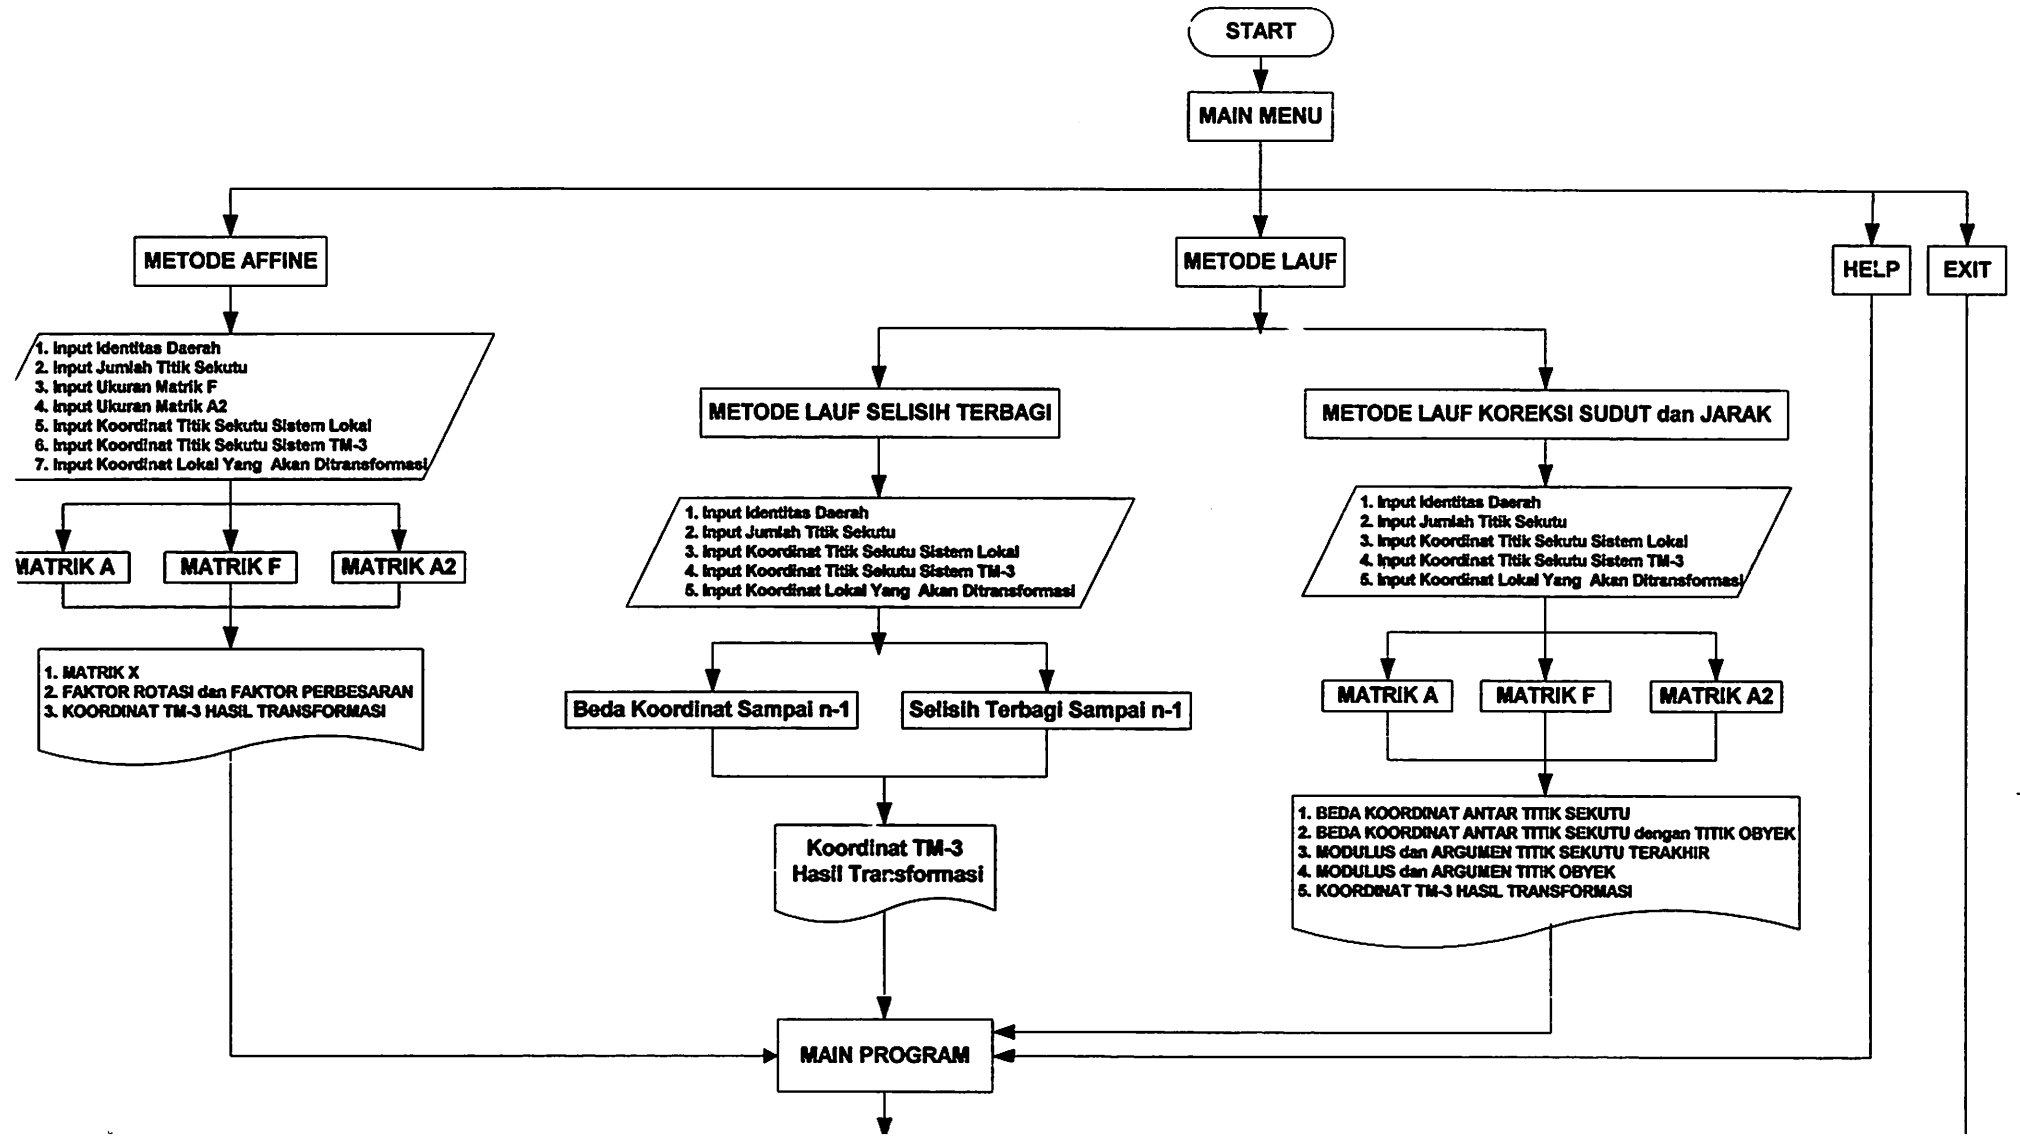 START
MAIN MENU
METODE AFFINE
METODE LAUF
HELP
EXIT
1. Input Identitas Daerah
2. Input Jumlah Titik Sekutu
3. Input Ukuran Matrik F
4. Input Ukuran Matrik A2
5. Input Koordinat Titik Sekutu Sistem Lokal
6. Input Koordinat Titik Sekutu Sistem TM-3
7. Input Koordinat Lokal Yang Akan Ditransformasi
MATRIK A
MATRIK F
MATRIK A2
1. MATRIK X
2. FAKTOR ROTASI dan FAKTOR PERBESARAN
3. KOORDINAT TM-3 HASIL TRANSFORMASI
METODE LAUF SELISIH TERBAGI
1. Input Identitas Daerah
2. Input Jumlah Titik Sekutu
3. Input Koordinat Titik Sekutu Sistem Lokal
4. Input Koordinat Titik Sekutu Sistem TM-3
5. Input Koordinat Lokal Yang Akan Ditransformasi
Beda Koordinat Sampai n-1
Selisih Terbagi Sampai n-1
Koordinat TM-3
Hasil Transformasi
METODE LAUF KOREKSI SUDUT dan JARAK
1. Input Identitas Daerah
2. Input Jumlah Titik Sekutu
3. Input Koordinat Titik Sekutu Sistem Lokal
4. Input Koordinat Titik Sekutu Sistem TM-3
5. Input Koordinat Lokal Yang Akan Ditransformasi
MATRIK A
MATRIK F
MATRIK A2
1. BEDA KOORDINAT ANTAR TITIK SEKUTU
2. BEDA KOORDINAT ANTAR TITIK SEKUTU dengan TITIK OBYEK
3. MODULUS dan ARGUMEN TITIK SEKUTU TERAKHIR
4. MODULUS dan ARGUMEN TITIK OBYEK
5. KOORDINAT TM-3 HASIL TRANSFORMASI
MAIN PROGRAM